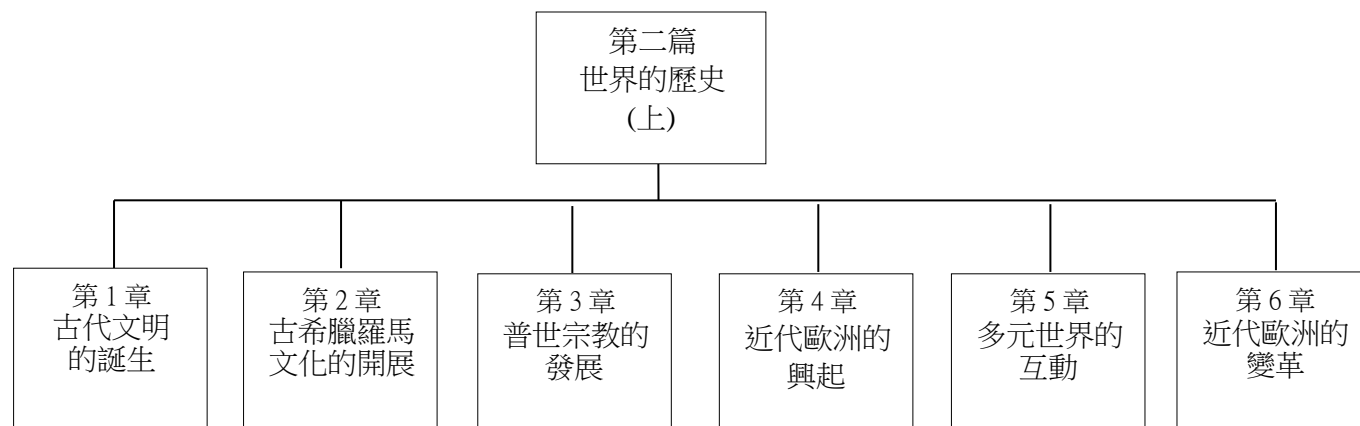 第二篇
世界的歷史
(上)
第 1 章
古代文明
的誕生
第 2 章
古希臘羅馬
文化的開展
第 3 章
普世宗教的
發展
第 4 章
近代歐洲的
興起
第 5 章
多元世界的
互動
第 6 章
近代歐洲的
變革